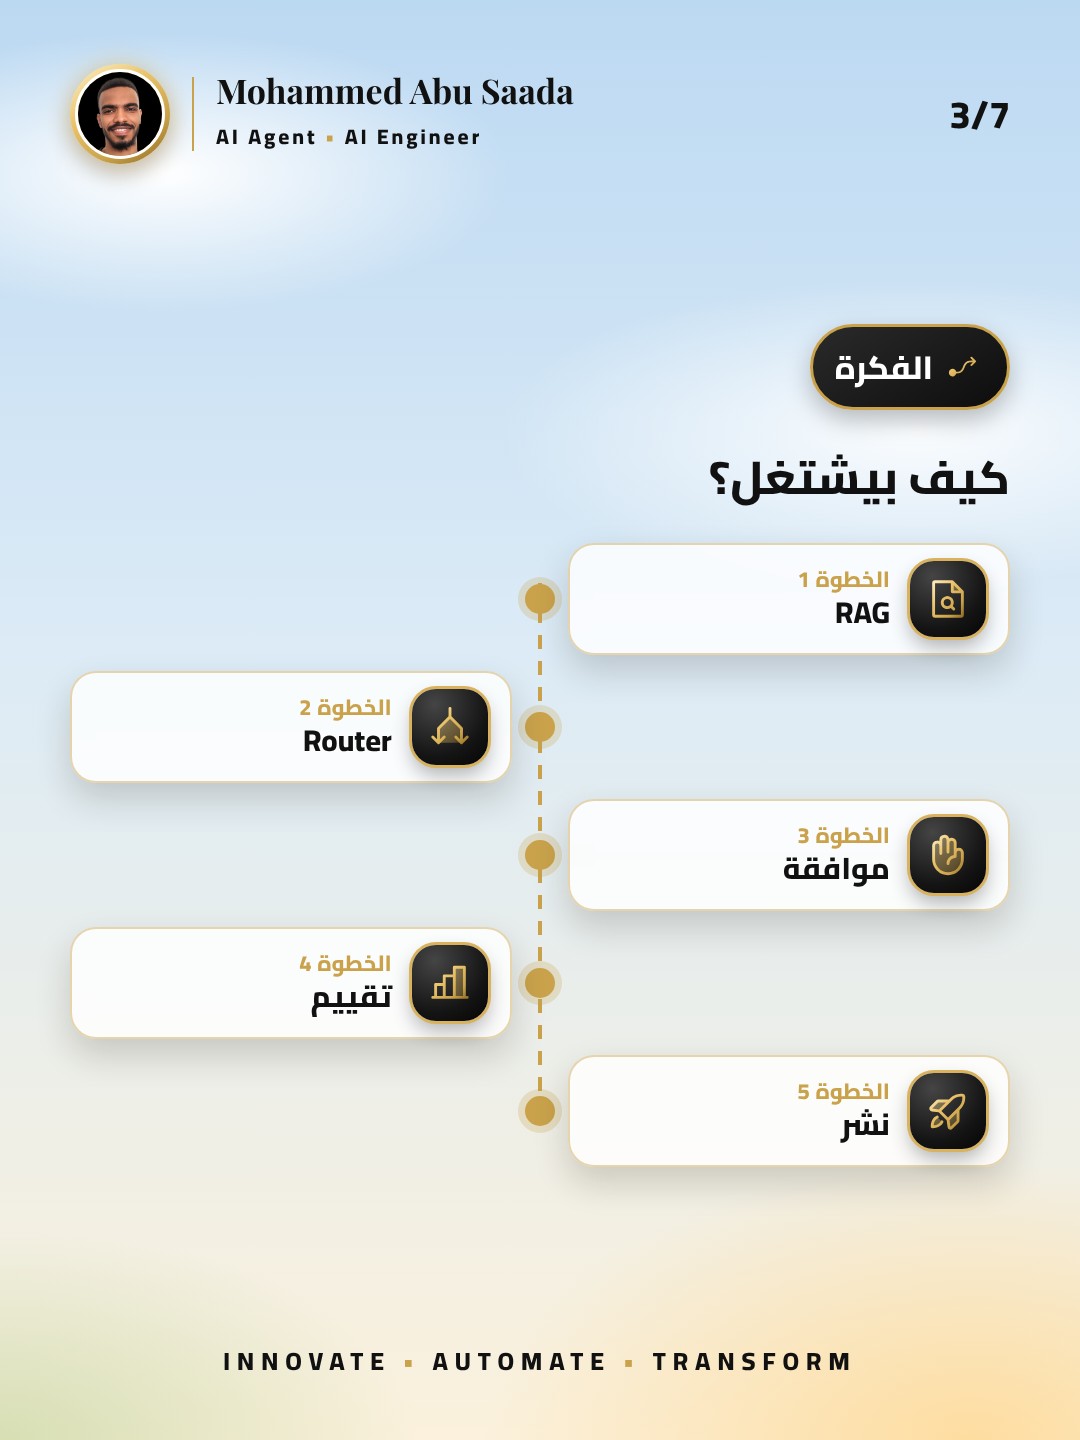 Mohammed Abu Saada
AI Agent ▪ AI Engineer
3/7
الفكرة
كيف بيشتغل؟
الخطوة 1
RAG
الخطوة 2
Router
الخطوة 3
موافقة
الخطوة 4
تقييم
الخطوة 5
نشر
INNOVATE ▪ AUTOMATE ▪ TRANSFORM